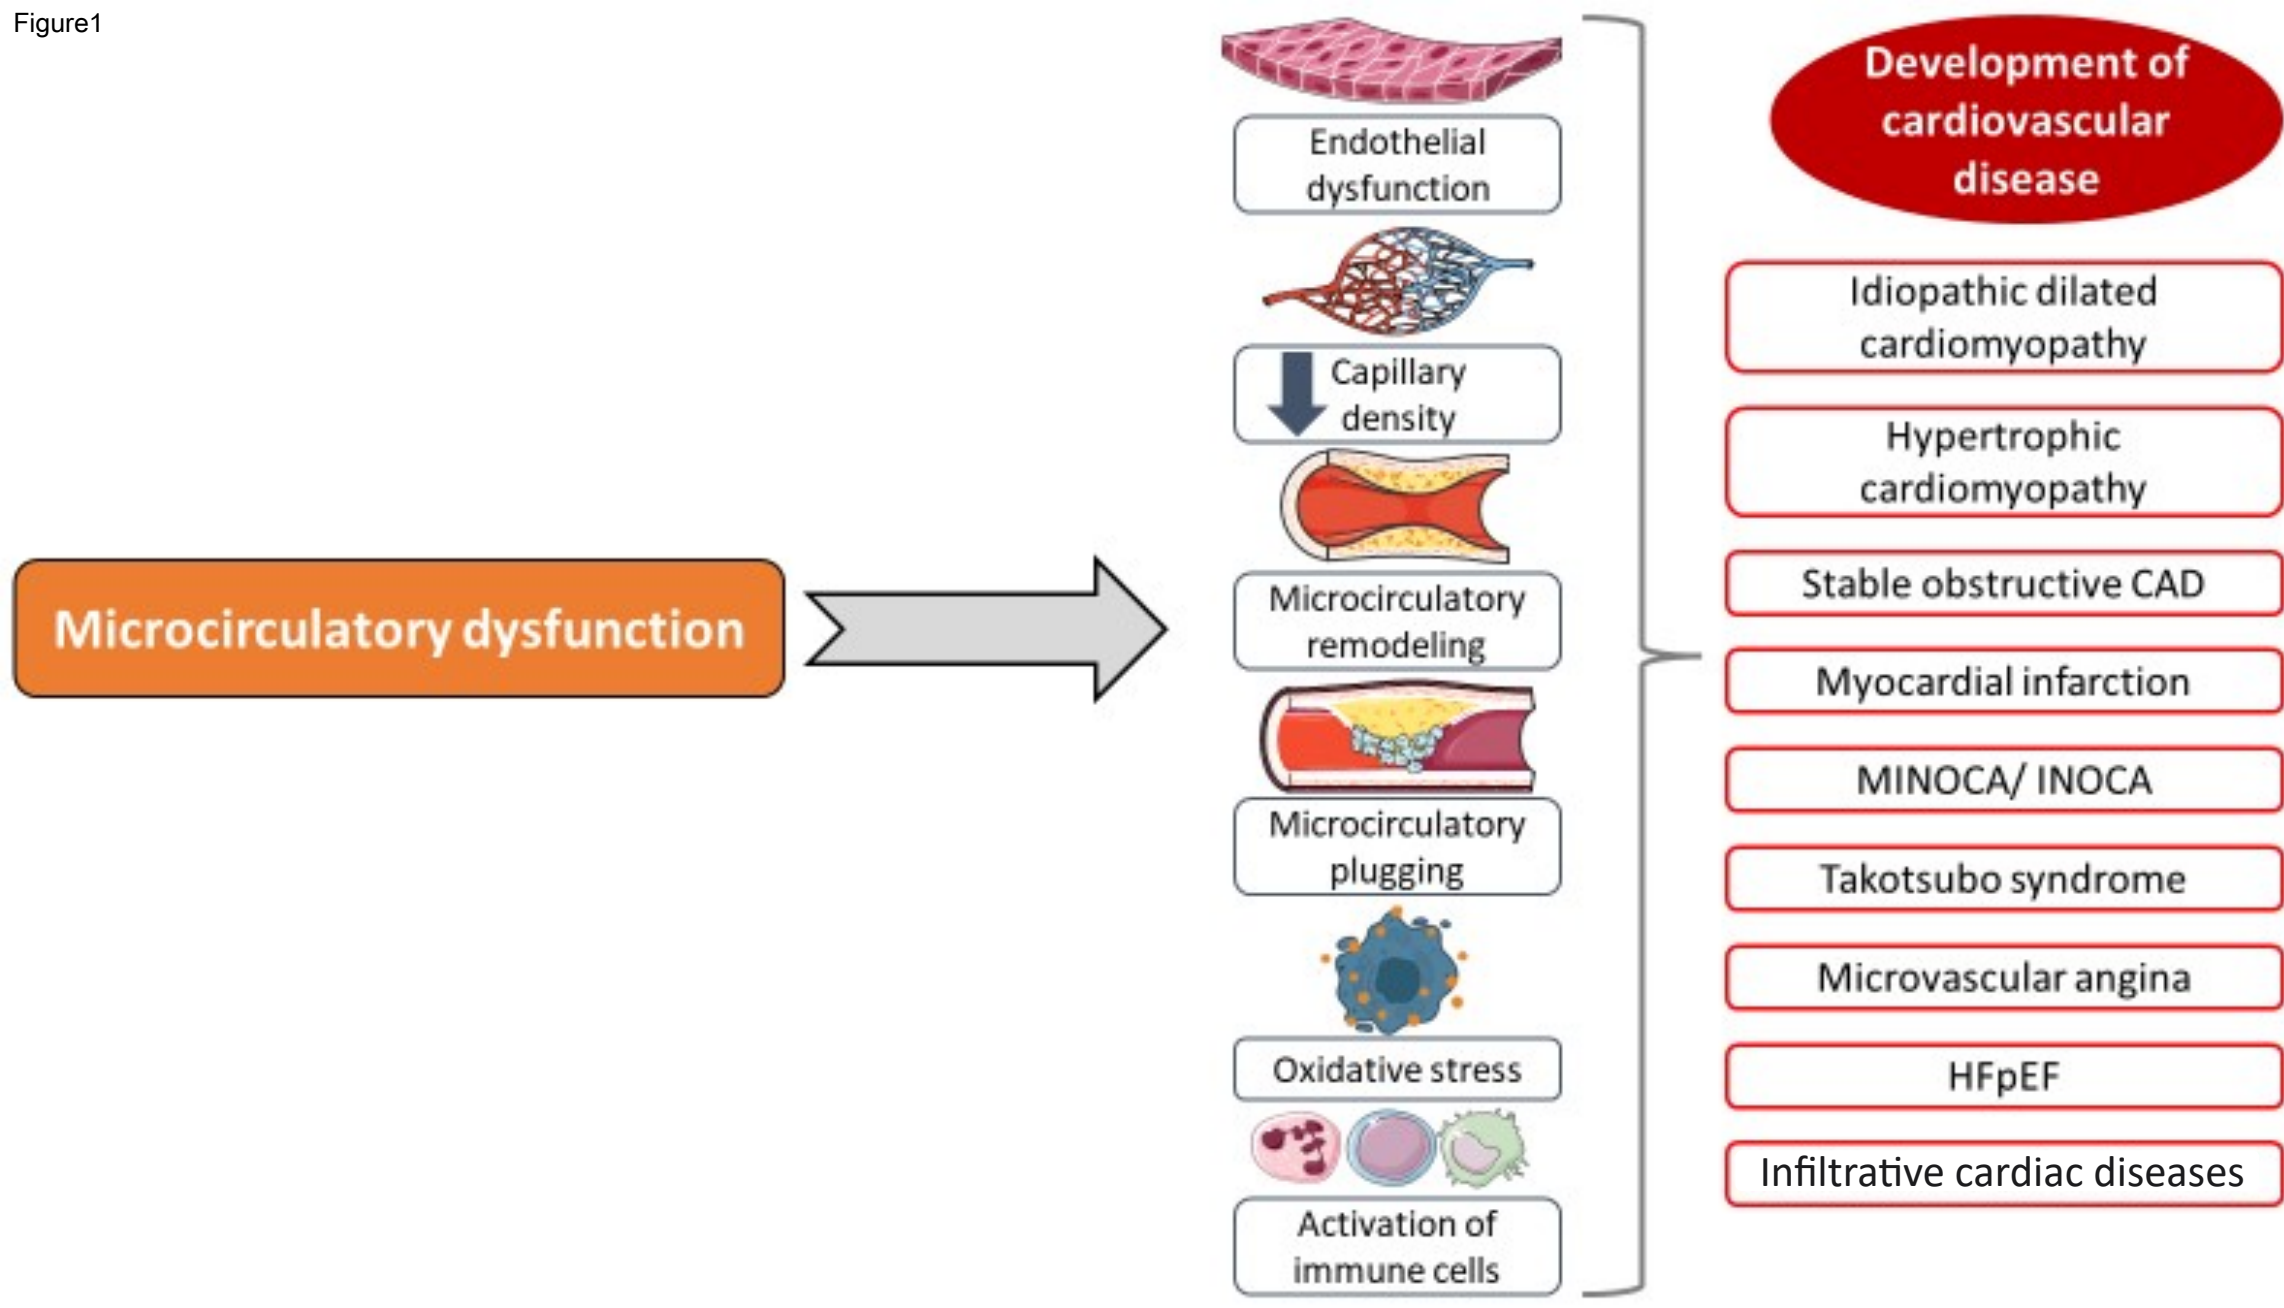 Figure1
Microcirculatory dysfunction
Endothelial
dysfunction
Capillary
density
Microcirculatory
remodeling
Microcirculatory
plugging
Oxidative stress
Activation of
immune cells
Development of
cardiovascular
disease
Idiopathic dilated
cardiomyopathy
Hypertrophic
cardiomyopathy
Stable obstructive CAD
Myocardial infarction
MINOCA/ INOCA
Takotsubo syndrome
Microvascular angina
HFpEF
Infiltrative cardiac diseases